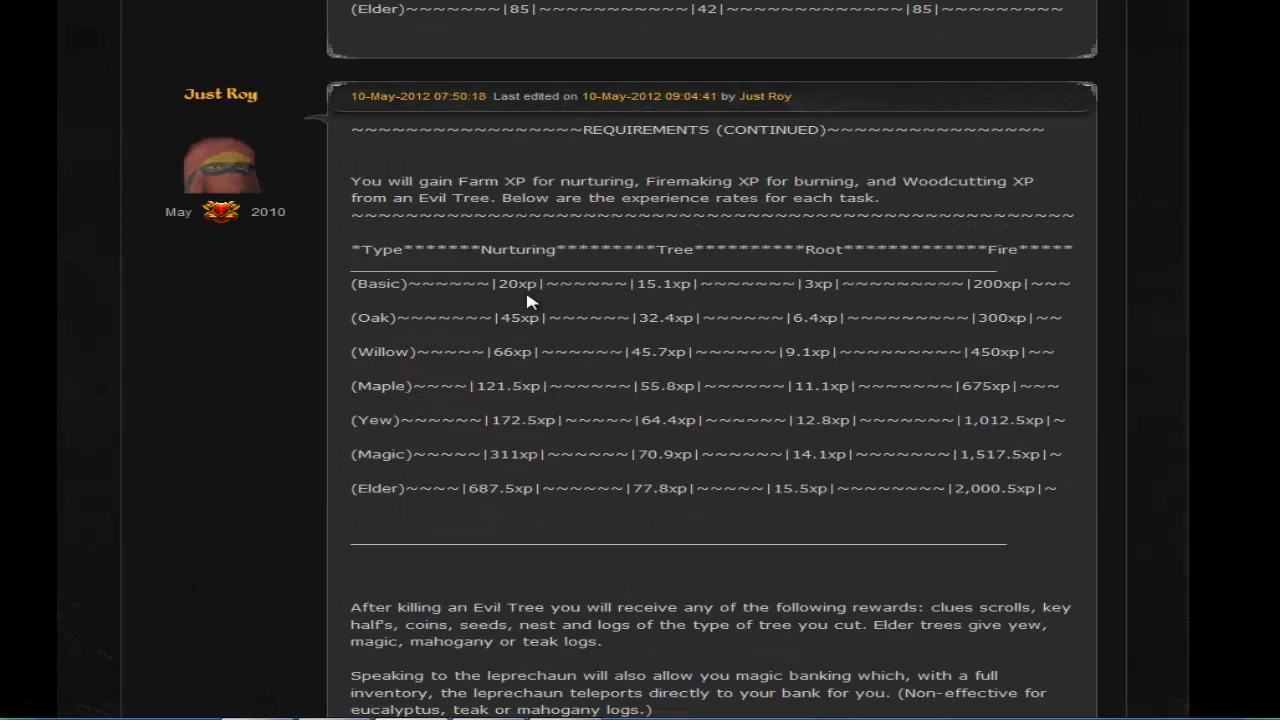 (Elder)~~~~~~~|85|~~~~~~~~~~~|42|~~~~~~~~~~~~~|85|~~~~~~~~~
Just Roy
10-May-2012 07:50:18 Last edited on 10-May-2012 09:04:41 by Just Roy
~~~~~~~~~~~~~~~~~REQUIREMENTS (CONTINUED)~~~~~~~~~~~~~~~~
May 2010
You will gain Farm XP for nurturing, Firemaking XP for burning, and Woodcutting XP
from an Evil Tree. Below are the experience rates for each task.
~~~~~~~~~~~~~~~~~~~~~~~~~~~~~~~~~~~~~~~~~~~~~~~~~~~~~
*Type*******Nurturing*********Tree**********Root************Fire*****
(Basic)~~~~~~|20xp|~~~~~~|15.1xp|~~~~~~~|3xp|~~~~~~~~~|200xp|~~~
(Oak)~~~~~~~|45xp|~~~~~~|32.4xp|~~~~~~|6.4xp|~~~~~~~~~|300xp|~~
(Willow)~~~~~|66xp|~~~~~~|45.7xp|~~~~~~|9.1xp|~~~~~~~~~|450xp|~~
(Maple)~~~~|121.5xp|~~~~~~|55.8xp|~~~~~~|11.1xp|~~~~~~~|675xp|~~~
(Yew)~~~~~~|172.5xp|~~~~~|64.4xp|~~~~~~~|12.8xp|~~~~~~~|1,012.5xp|~
(Magic)~~~~~|311xp|~~~~~~|70.9xp|~~~~~~~|14.1xp|~~~~~~~|1,517.5xp|~
(Elder)~~~~|687.5xp|~~~~~~|77.8xp|~~~~~|15.5xp|~~~~~~~~|2,000.5xp|~
After killing an Evil Tree you will receive any of the following rewards: clues scrolls, key
half's, coins, seeds, nest and logs of the type of tree you cut. Elder trees give yew,
magic, mahogany or teak logs.
Speaking to the leprechaun will also allow you magic banking which, with a full
inventory, the leprechaun teleports directly to your bank for you. (Non-effective for
eucalyptus, teak or mahogany logs.)